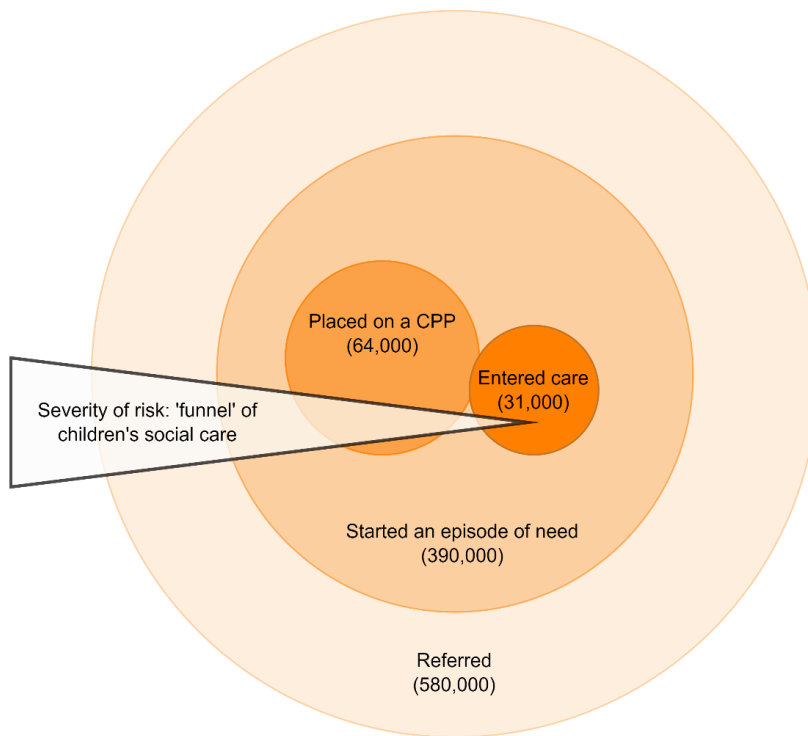 Placed on a CPP
(64,000)
Entered care
(31,000)
Severity of risk: 'funnel' of
children's social care
Started an episode of need
(390,000)
Referred
(580,000)